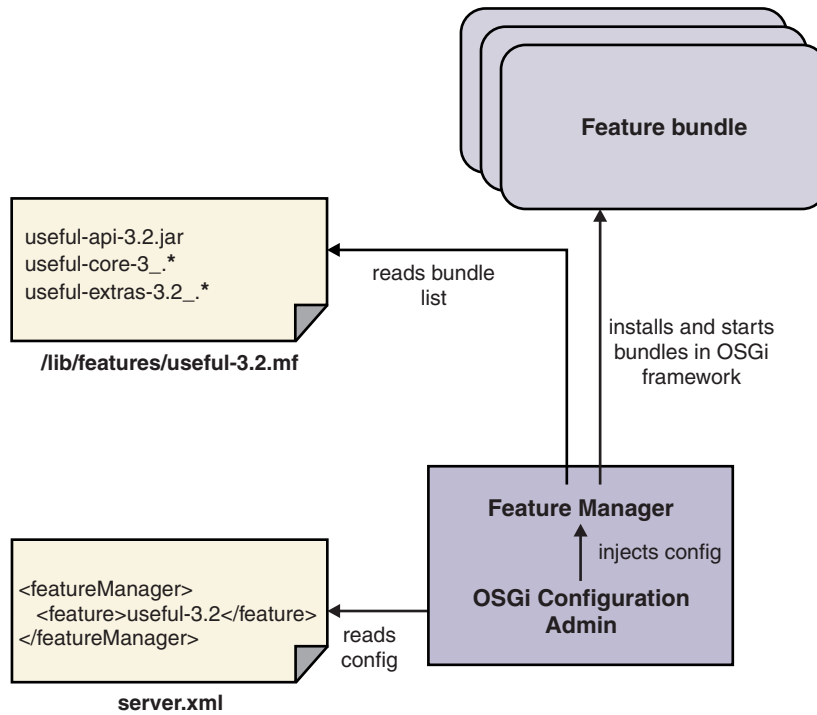 Feature bundle
useful-api-3.2.jar
useful-core-3_.*
useful-extras-3.2_.*
/lib/features/useful-3.2.mf
reads bundle
list
installs and starts
bundles in OSGi
framework
Feature Manager
injects config
OSGi Configuration
Admin
<featureManager>
<feature>useful-3.2</feature>
</featureManager>
reads
config
server.xml